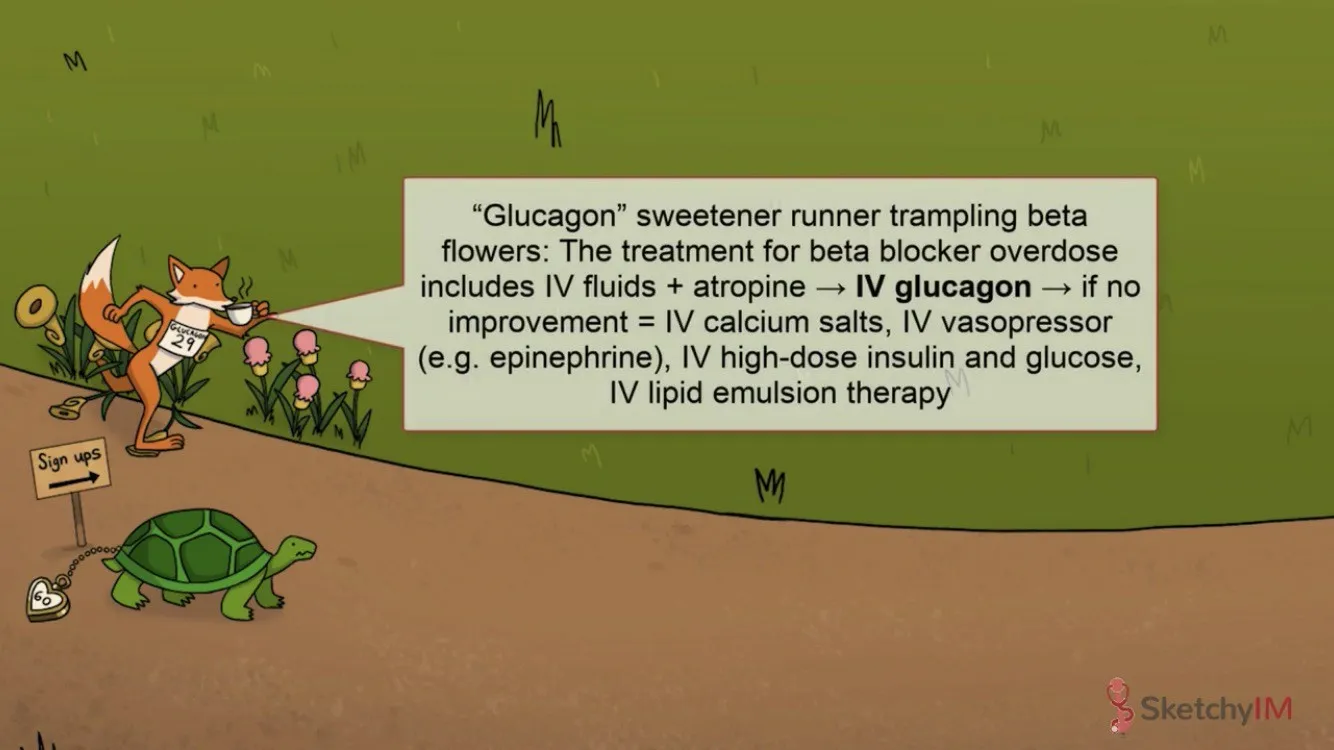 “Glucagon” sweetener runner trampling beta
flowers: The treatment for beta blocker overdose
includes IV fluids + atropine → IV glucagon → if no
improvement = IV calcium salts, IV vasopressor
(e.g. epinephrine), IV high-dose insulin and glucose,
IV lipid emulsion therapy
GLUCAGON
29
Sign ups
60
SketchyIM